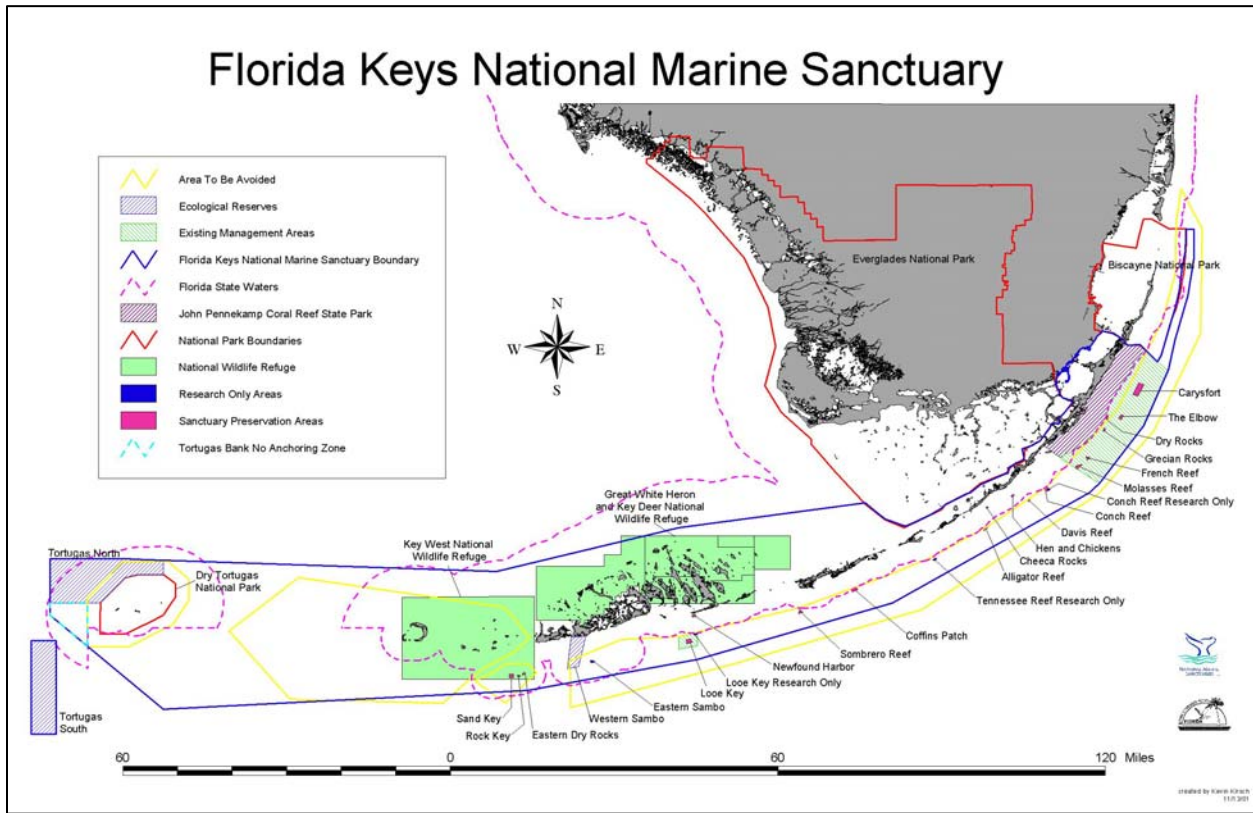 Florida Keys National Marine Sanctuary
Area To Be Avoided
Ecological Reserves
Existing Management Areas
Florida Keys National Marine Sanctuary Boundary
Florida State Waters
John Pennekamp Coral Reef State Park
National Park Boundaries
National Wildlife Refuge
Research Only Areas
Sanctuary Preservation Areas
Tortugas Bank No Anchoring Zone
N
W
E
S
Everglades National Park
Biscayne National Park
Carysfort
The Elbow
Dry Rocks
Grecian Rocks
French Reef
Molasses Reef
Conch Reef Research Only
Conch Reef
Davis Reef
Hen and Chickens
Cheeca Rocks
Alligator Reef
Tennessee Reef Research Only
Coffins Patch
Sombrero Reef
Newfound Harbor
Looe Key Research Only
Looe Key
Eastern Sambo
Western Sambo
Eastern Dry Rocks
Rock Key
Sand Key
Great White Heron
and Key Deer National
Wildlife Refuge
Key West National
Wildlife Refuge
Tortugas North
Dry Tortugas
National Park
Tortugas
South
60
0
60
120
Miles
created by Kevin Kirsch